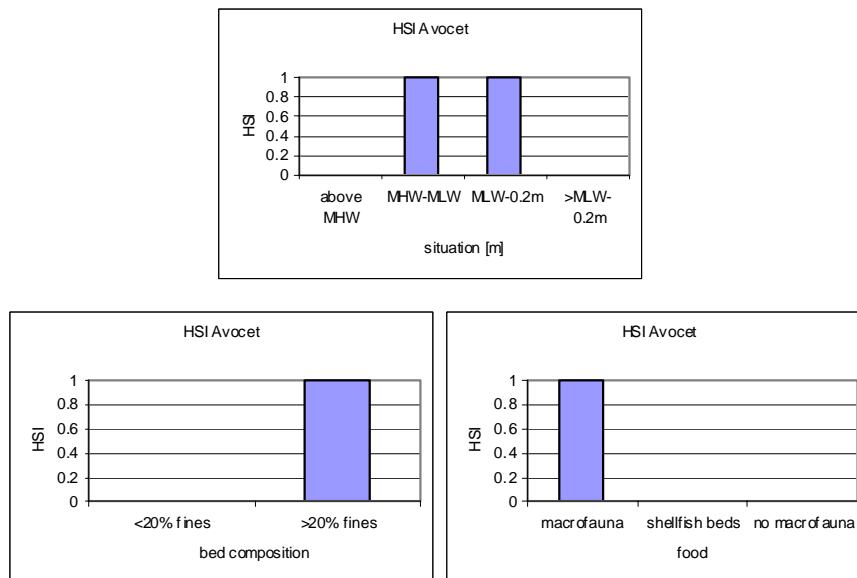 HSI Avocet
1
0.8
0.6
0.4
0.2
0
HSI
above MHW-MLW MLW-0.2m >MLW-
MHW 0.2m
situation [m]
HSI Avocet
1
0.8
0.6
0.4
0.2
0
HSI
<20% fines >20% fines
bed composition
HSI Avocet
1
0.8
0.6
0.4
0.2
0
HSI
macrofauna shellfish beds no macrofauna
food